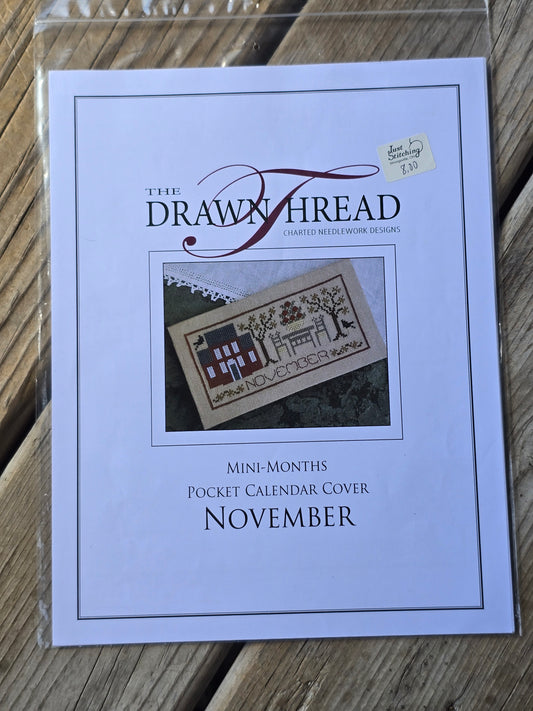 Just
Stitching
8.00
THE
DRAWN THREAD
CHARTED NEEDLEWORK DESIGNS
NOVEMBER
MINI-MONTHS
POCKET CALENDAR COVER
NOVEMBER